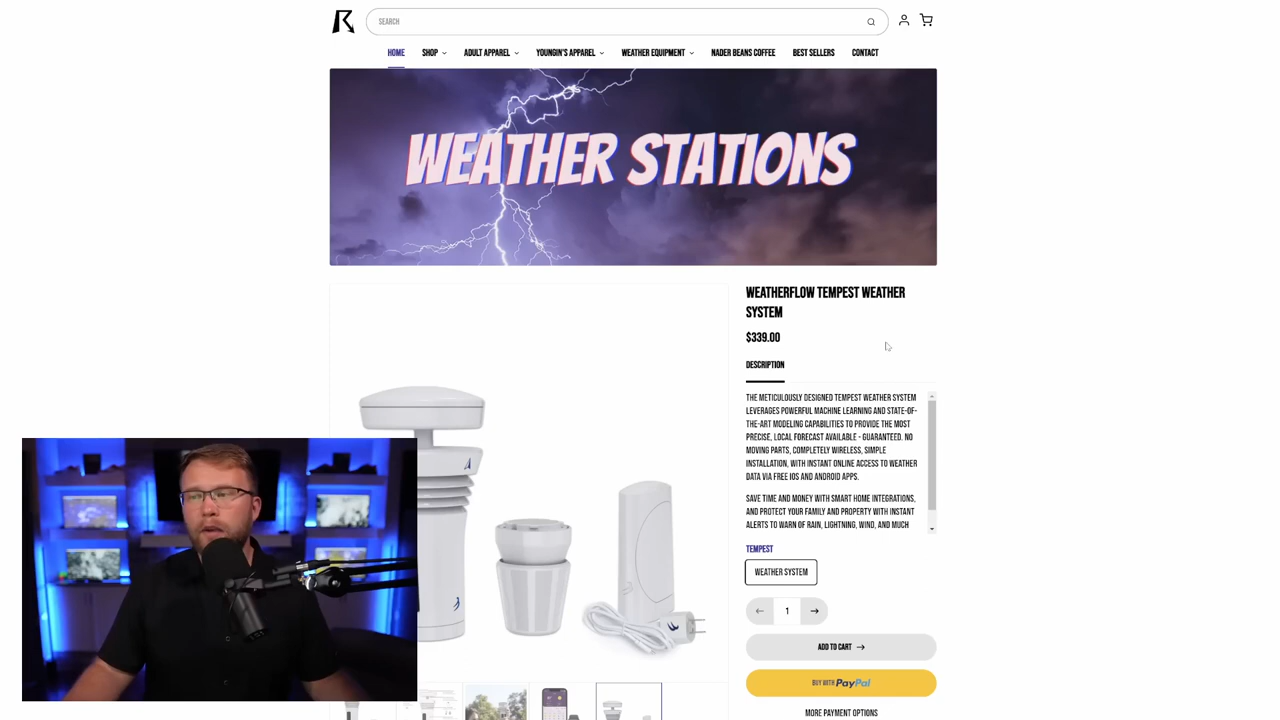 SEARCH
HOME SHOP ADULT APPAREL YOUNGIN'S APPAREL WEATHER EQUIPMENT NADER BEANS COFFEE BEST SELLERS CONTACT
WEATHER STATIONS
WEATHERFLOW TEMPEST WEATHER
SYSTEM
$339.00
DESCRIPTION
THE METICULOUSLY DESIGNED TEMPEST WEATHER SYSTEM
LEVERAGES POWERFUL MACHINE LEARNING AND STATE-OF-
THE-ART MODELING CAPABILITIES TO PROVIDE THE MOST
PRECISE, LOCAL FORECAST AVAILABLE - GUARANTEED. NO
MOVING PARTS, COMPLETELY WIRELESS, SIMPLE
INSTALLATION, WITH INSTANT ONLINE ACCESS TO WEATHER
DATA VIA FREE IOS AND ANDROID APPS.
SAVE TIME AND MONEY WITH SMART HOME INTEGRATIONS,
AND PROTECT YOUR FAMILY AND PROPERTY WITH INSTANT
ALERTS TO WARN OF RAIN, LIGHTNING, WIND, AND MUCH
TEMPEST
WEATHER SYSTEM
1
ADD TO CART
BUY WITH PayPal
MORE PAYMENT OPTIONS